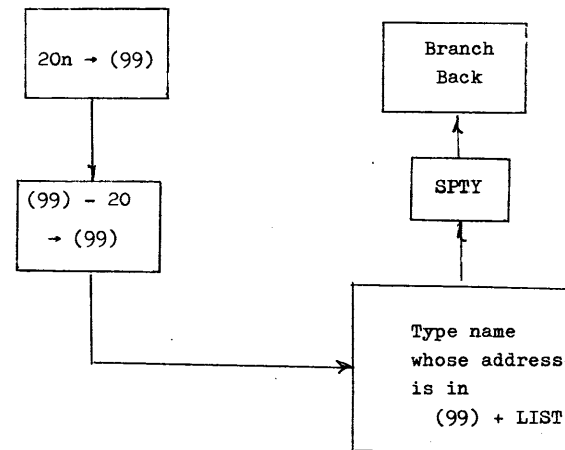 20n → (99)
(99) - 20
→ (99)
Type name
whose address
is in
(99) + LIST
SPTY
Branch
Back